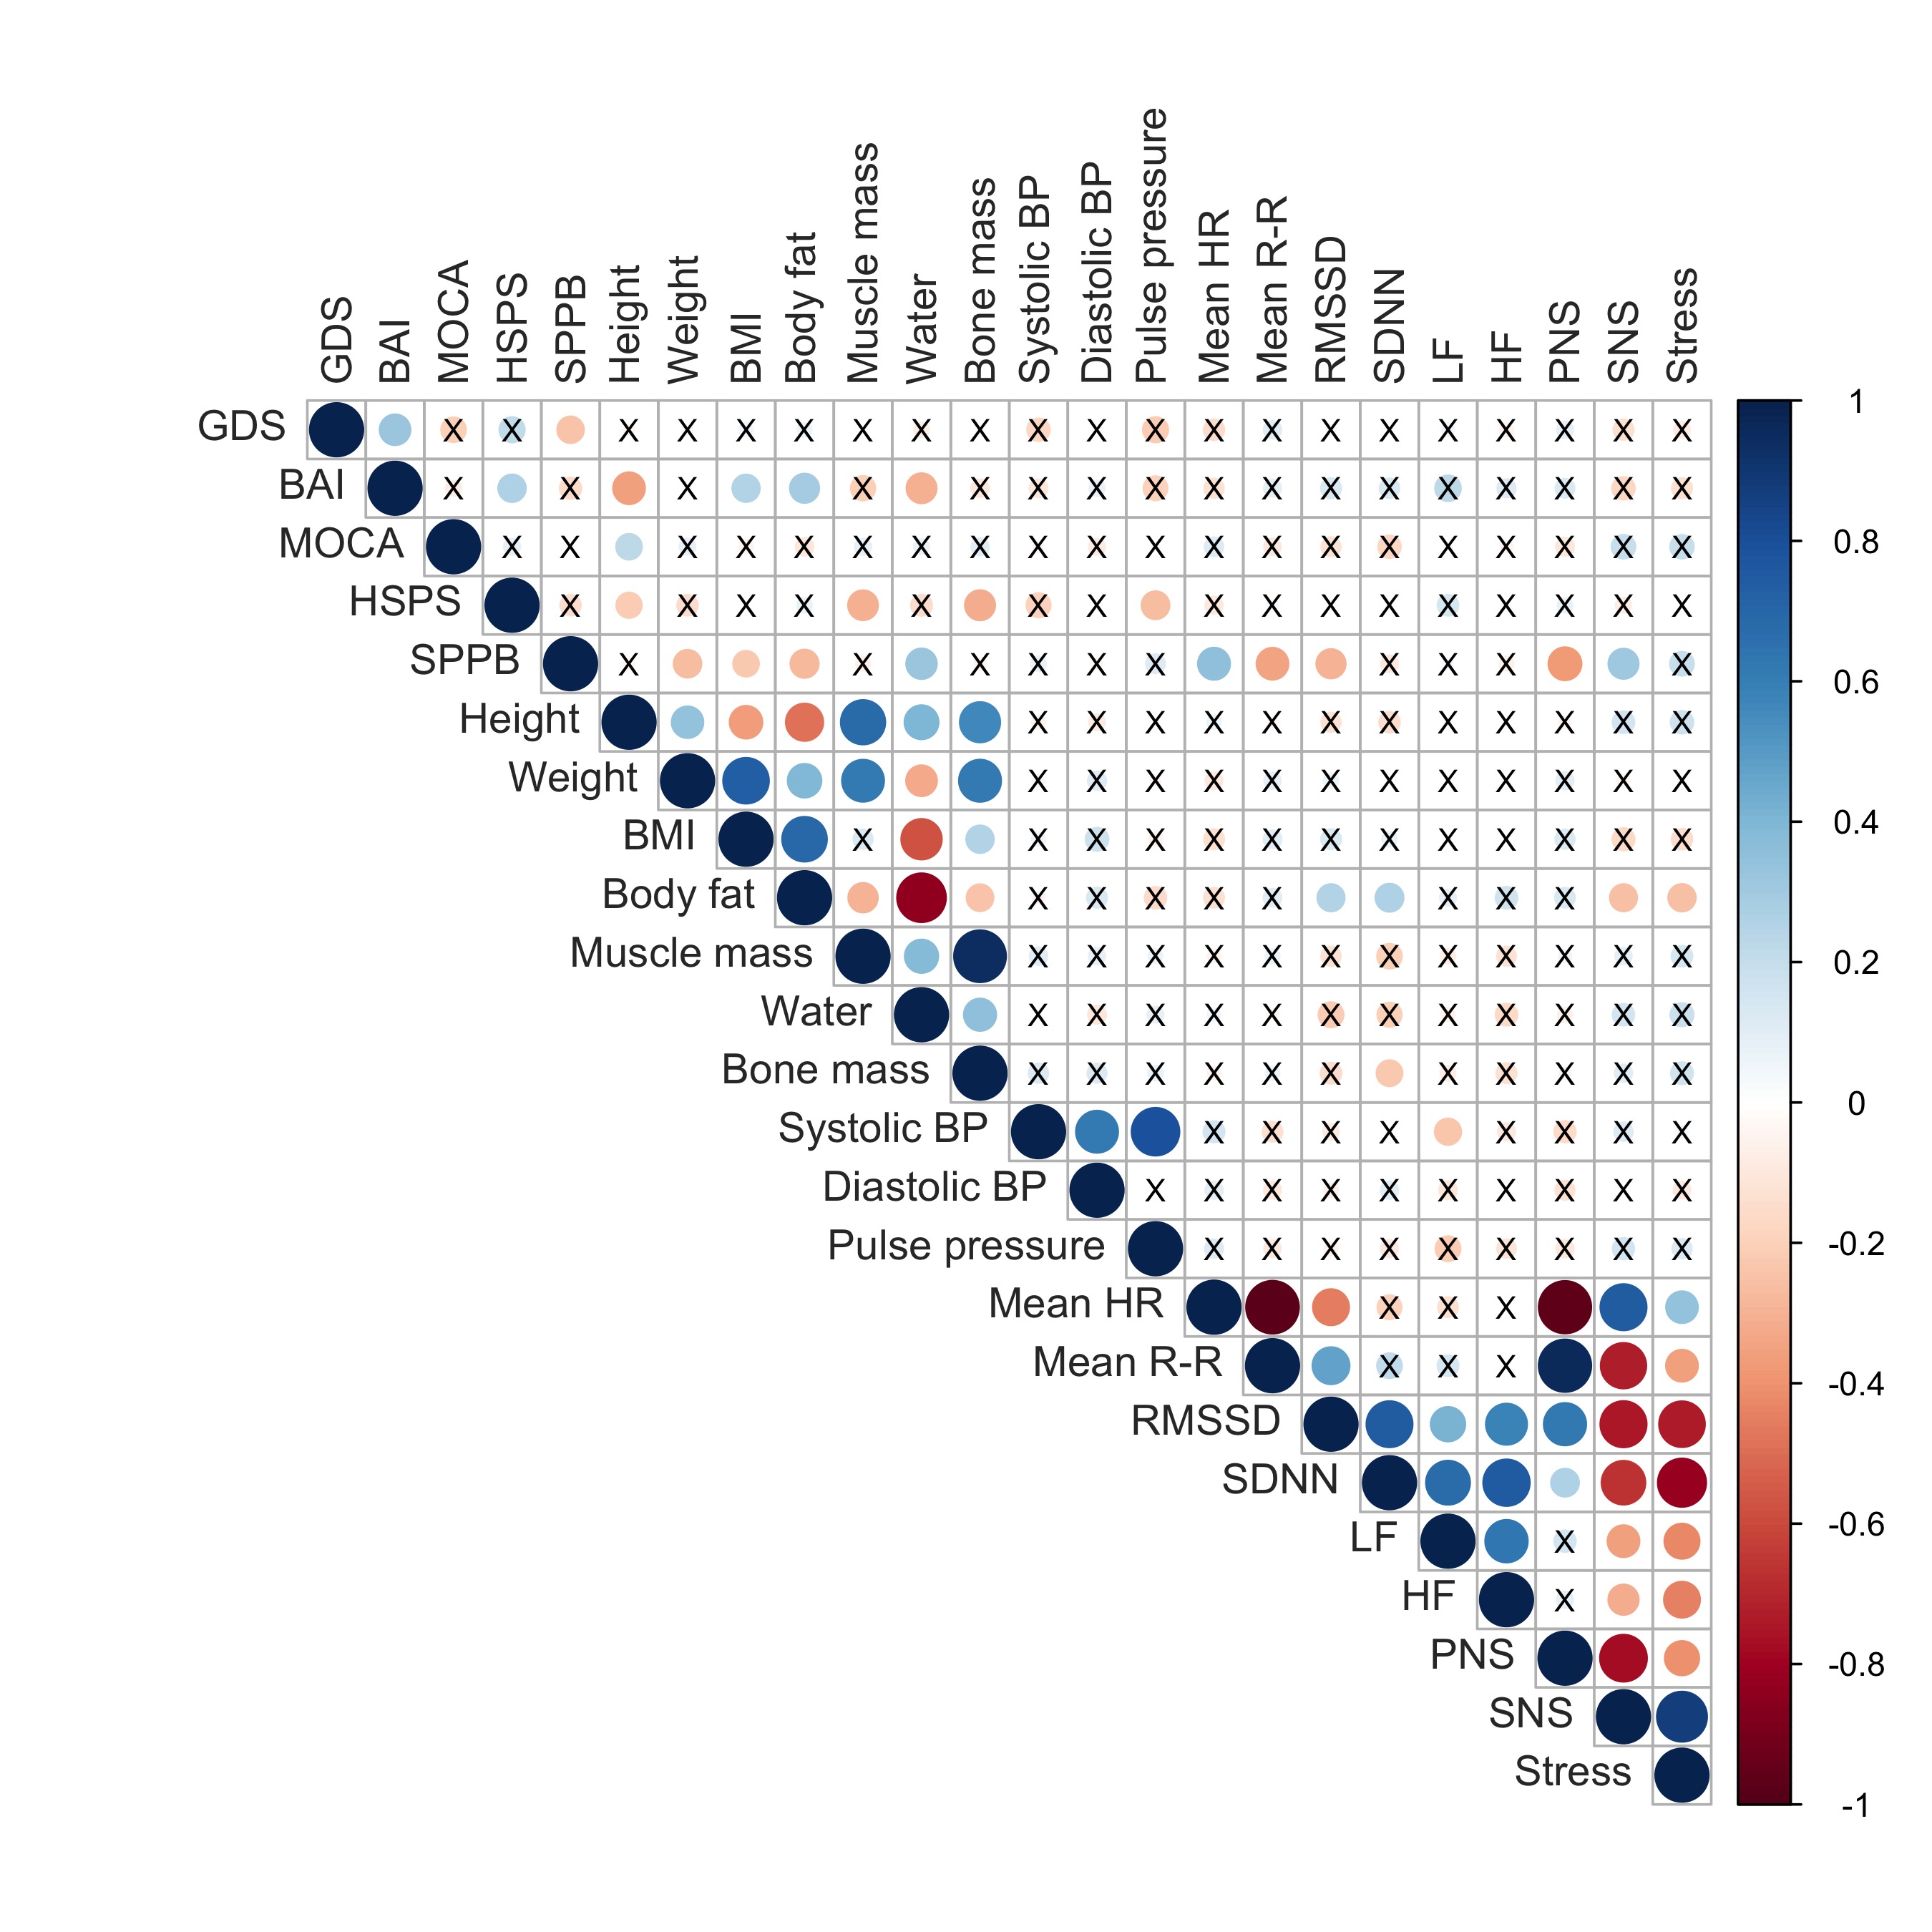 GDS
BAI
MOCA
HSPS
SPPB
Height
Weight
BMI
Body fat
Muscle mass
Water
Bone mass
Systolic BP
Diastolic BP
Pulse pressure
Mean HR
Mean R-R
RMSSD
SDNN
LF
HF
PNS
SNS
Stress
GDS X X X X X X X X X X X X X X X X X X X X X
BAI X X X X X X X X X X X X X X X X X
MOCA X X X X X X X X X X X X X X X X X X X
HSPS X X X X X X X X X X X X X X X
SPPB X X X X X X X X X X
Height X X X X X X X X X X X X
Weight X X X X X X X X X X X X
BMI X X X X X X X X X X X X X
Body fat X X X X X X X X
Muscle mass X X X X X X X X X X X X
Water X X X X X X X X X X X X
Bone mass X X X X X X X X X X X
Systolic BP X X X X X X X X
Diastolic BP X X X X X X X X X X
Pulse pressure X X X X X X X X X
Mean HR X X X
Mean R-R X X X
RMSSD
SDNN
LF X
HF X
PNS
SNS
Stress
1
0.8
0.6
0.4
0.2
0
-0.2
-0.4
-0.6
-0.8
-1